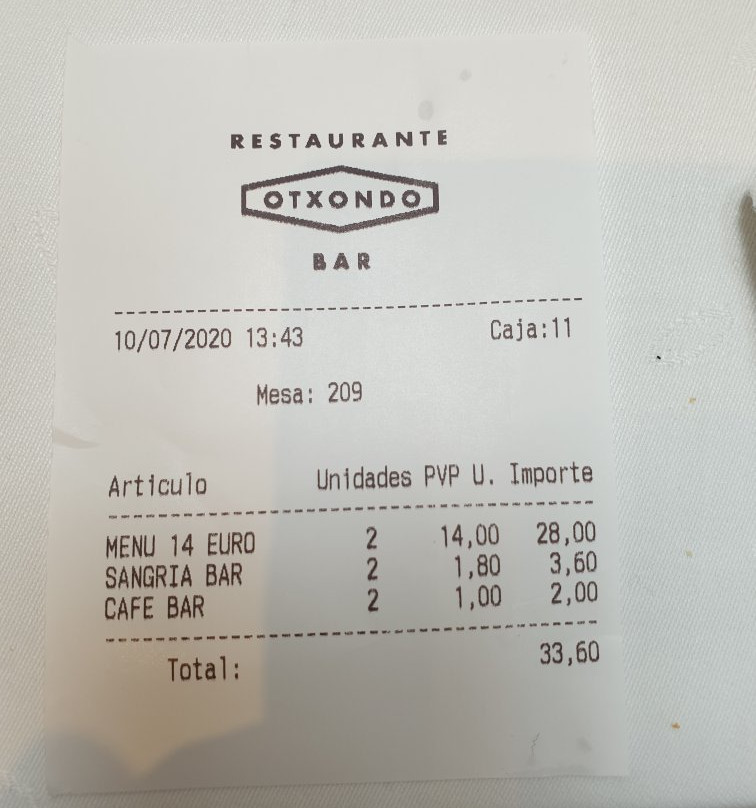 RESTAURANTE
OTXONDO
BAR
10/07/2020 13:43 Caja:11
Mesa: 209
Articulo Unidades PVP U. Importe
MENU 14 EURO 2 14,00 28,00
SANGRIA BAR 2 1,80 3,60
CAFE BAR 2 1,00 2,00
Total: 33,60